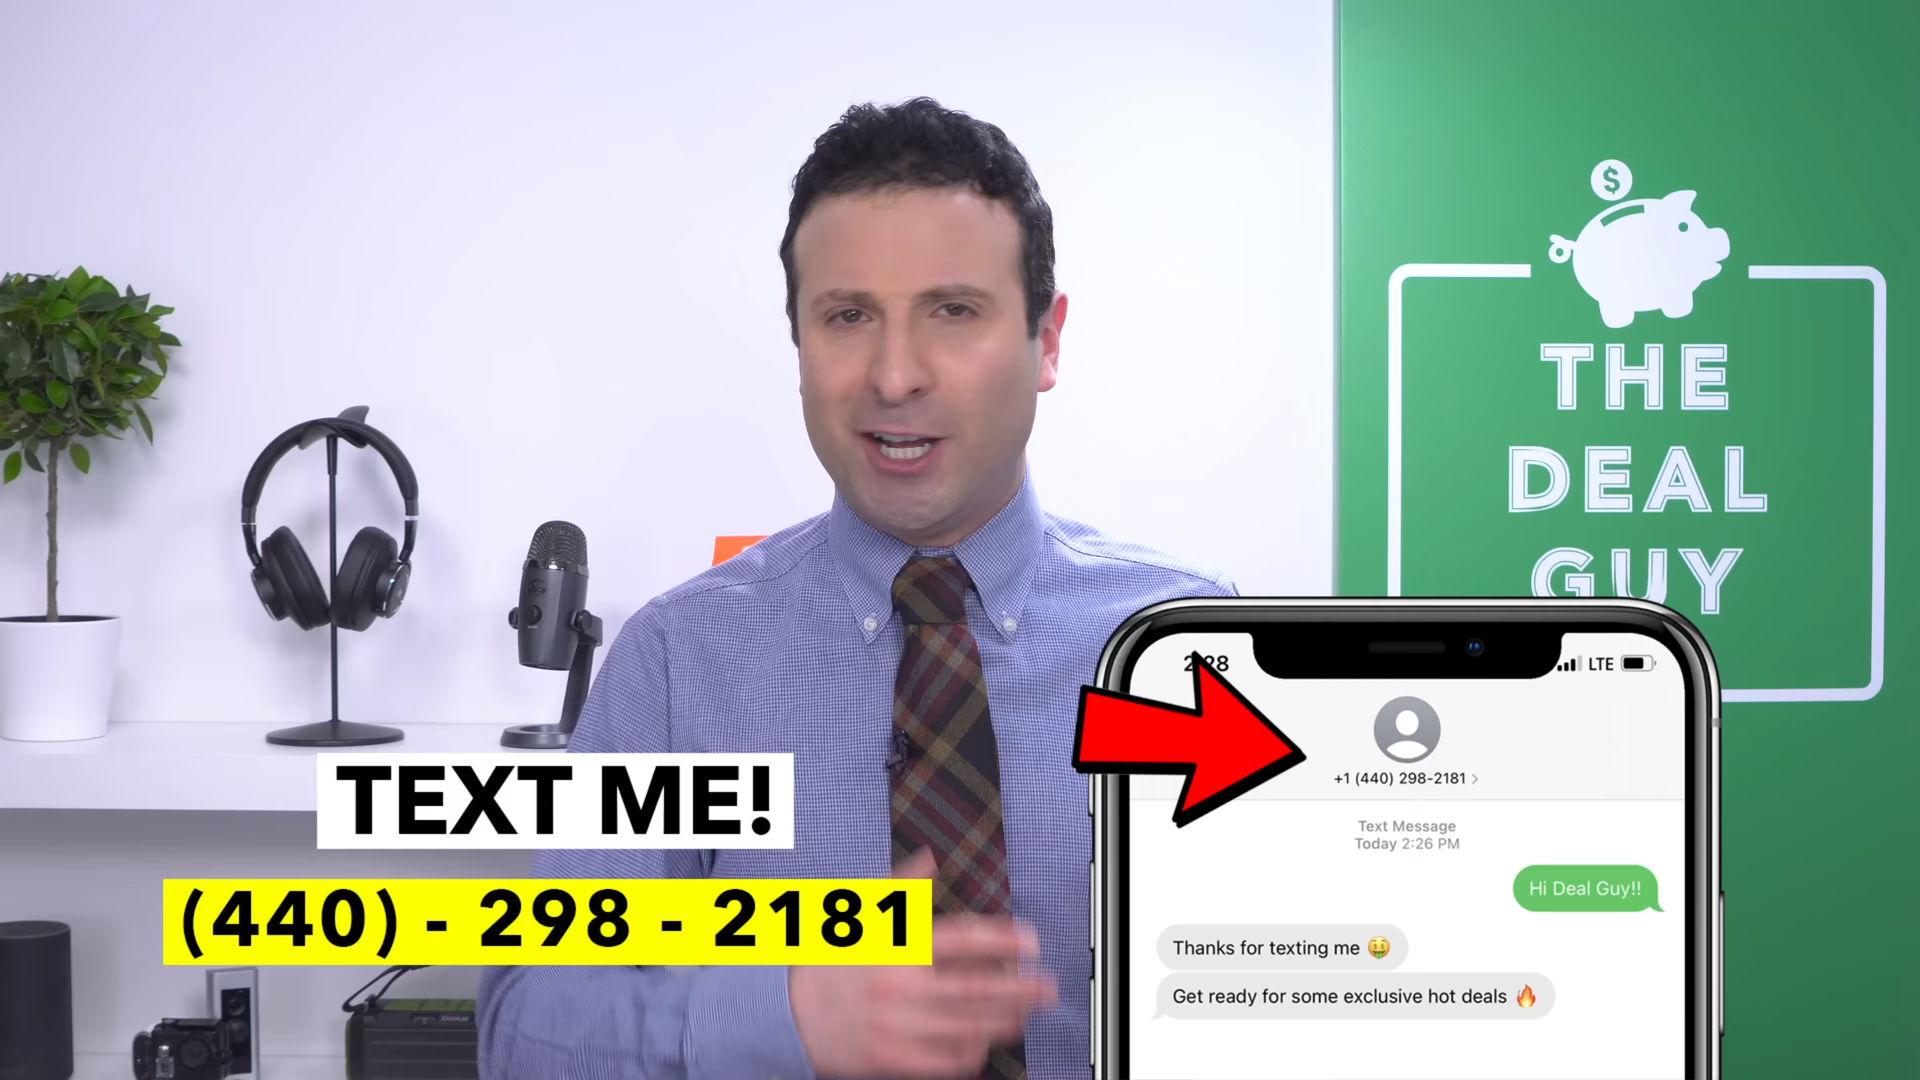 THE
DEAL
GUY
TEXT ME!
(440) - 298 - 2181
LTE
+1 (440) 298-2181 >
Text Message
Today 2:26 PM
Hi Deal Guy!!
Thanks for texting me 🤑
Get ready for some exclusive hot deals 🔥